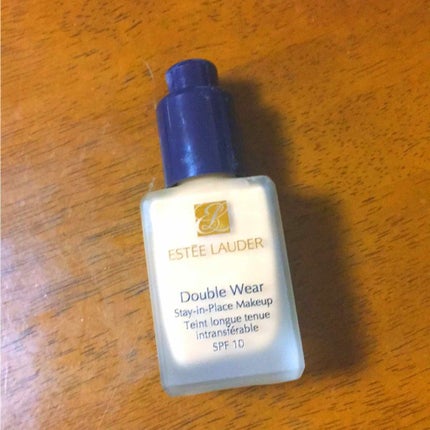 ESTĒE LAUDER
Double Wear
Stay-in-Place Makeup
Teint longue tenue
intransférable
SPF 10